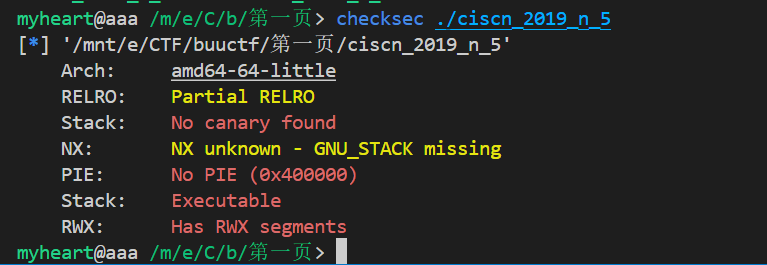 myheart@aaa /m/e/C/b/第一页> checksec ./ciscn_2019_n_5
[*] '/mnt/e/CTF/buuctf/第一页/ciscn_2019_n_5'
Arch: amd64-64-little
RELRO: Partial RELRO
Stack: No canary found
NX: NX unknown - GNU_STACK missing
PIE: No PIE (0x400000)
Stack: Executable
RWX: Has RWX segments
myheart@aaa /m/e/C/b/第一页>